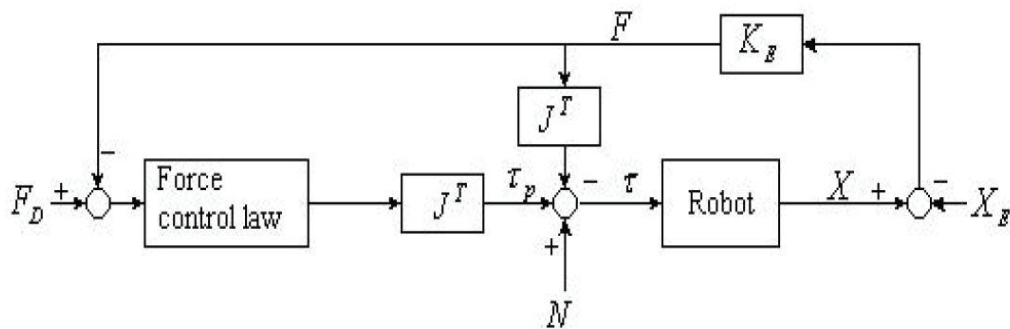 F
K_E
J^T
−
F_D
+
Force
control law
J^T
τ_p
−
τ
Robot
X
+
−
X_E
+
N